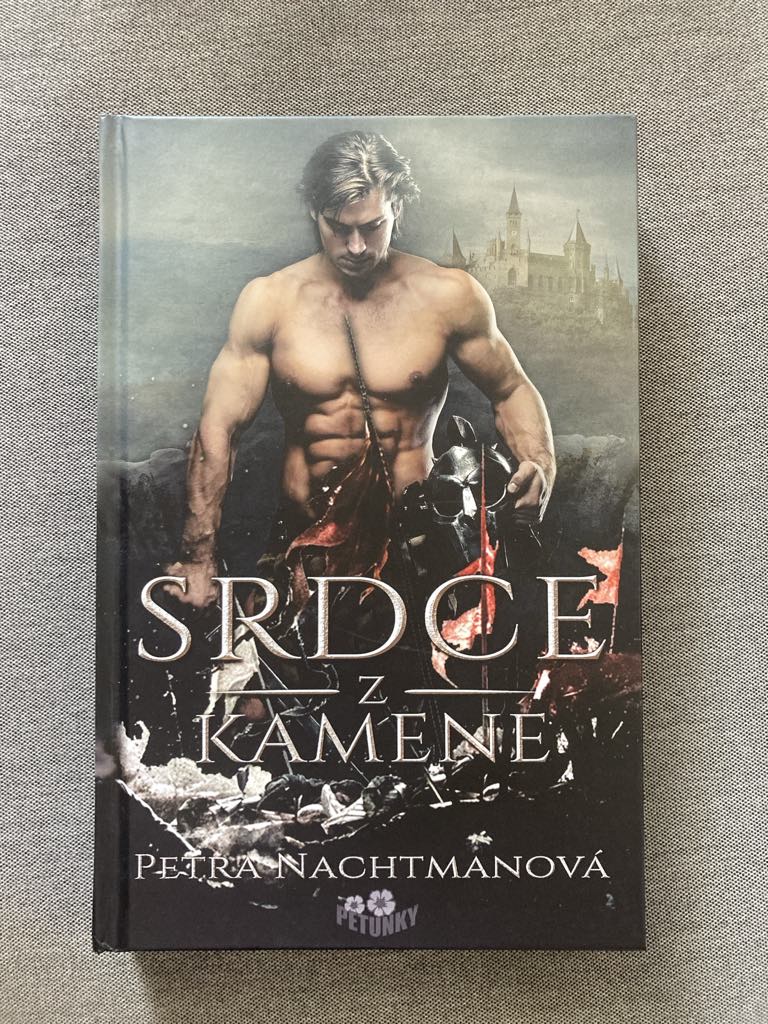 SRDCE
Z
KAMENE
PETRA NACHTMANOVÁ
PETUNKY